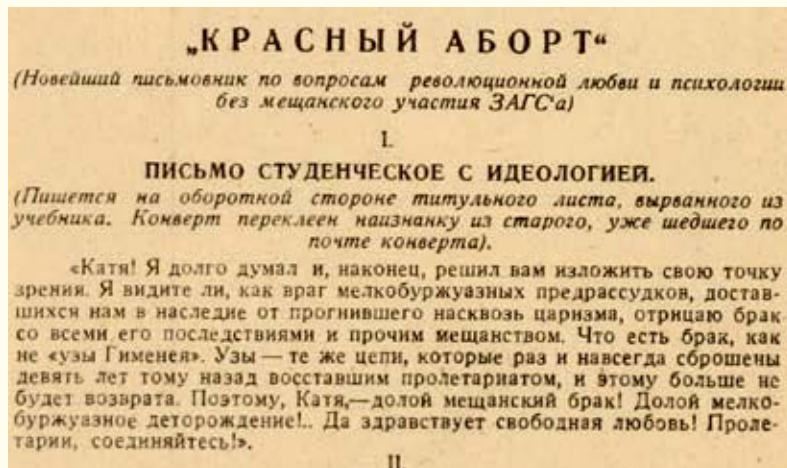 „КРАСНЫЙ АБОРТ“
(Новейший письмовник по вопросам революционной любви и психологии
без мещанского участия ЗАГС'а)
I.
ПИСЬМО СТУДЕНЧЕСКОЕ С ИДЕОЛОГИЕЙ.
(Пишется на оборотной стороне титульного листа, вырванного из
учебника. Конверт переклеен наизнанку из старого, уже шедшего по
почте конверта).
«Катя! Я долго думал и, наконец, решил вам изложить свою точку
зрения. Я видите ли, как враг мелкобуржуазных предрассудков, достав-
шихся нам в наследие от прогнившего насквозь царизма, отрицаю брак
со всеми его последствиями и прочим мещанством. Что есть брак, как
не «узы Гименея». Узы — те же цепи, которые раз и навсегда сброшены
девять лет тому назад восставшим пролетариатом, и этому больше не
будет возврата. Поэтому, Катя,—долой мещанский брак! Долой мелко-
буржуазное деторождение!.. Да здравствует свободная любовь! Проле-
тарии, соединяйтесь!».
II